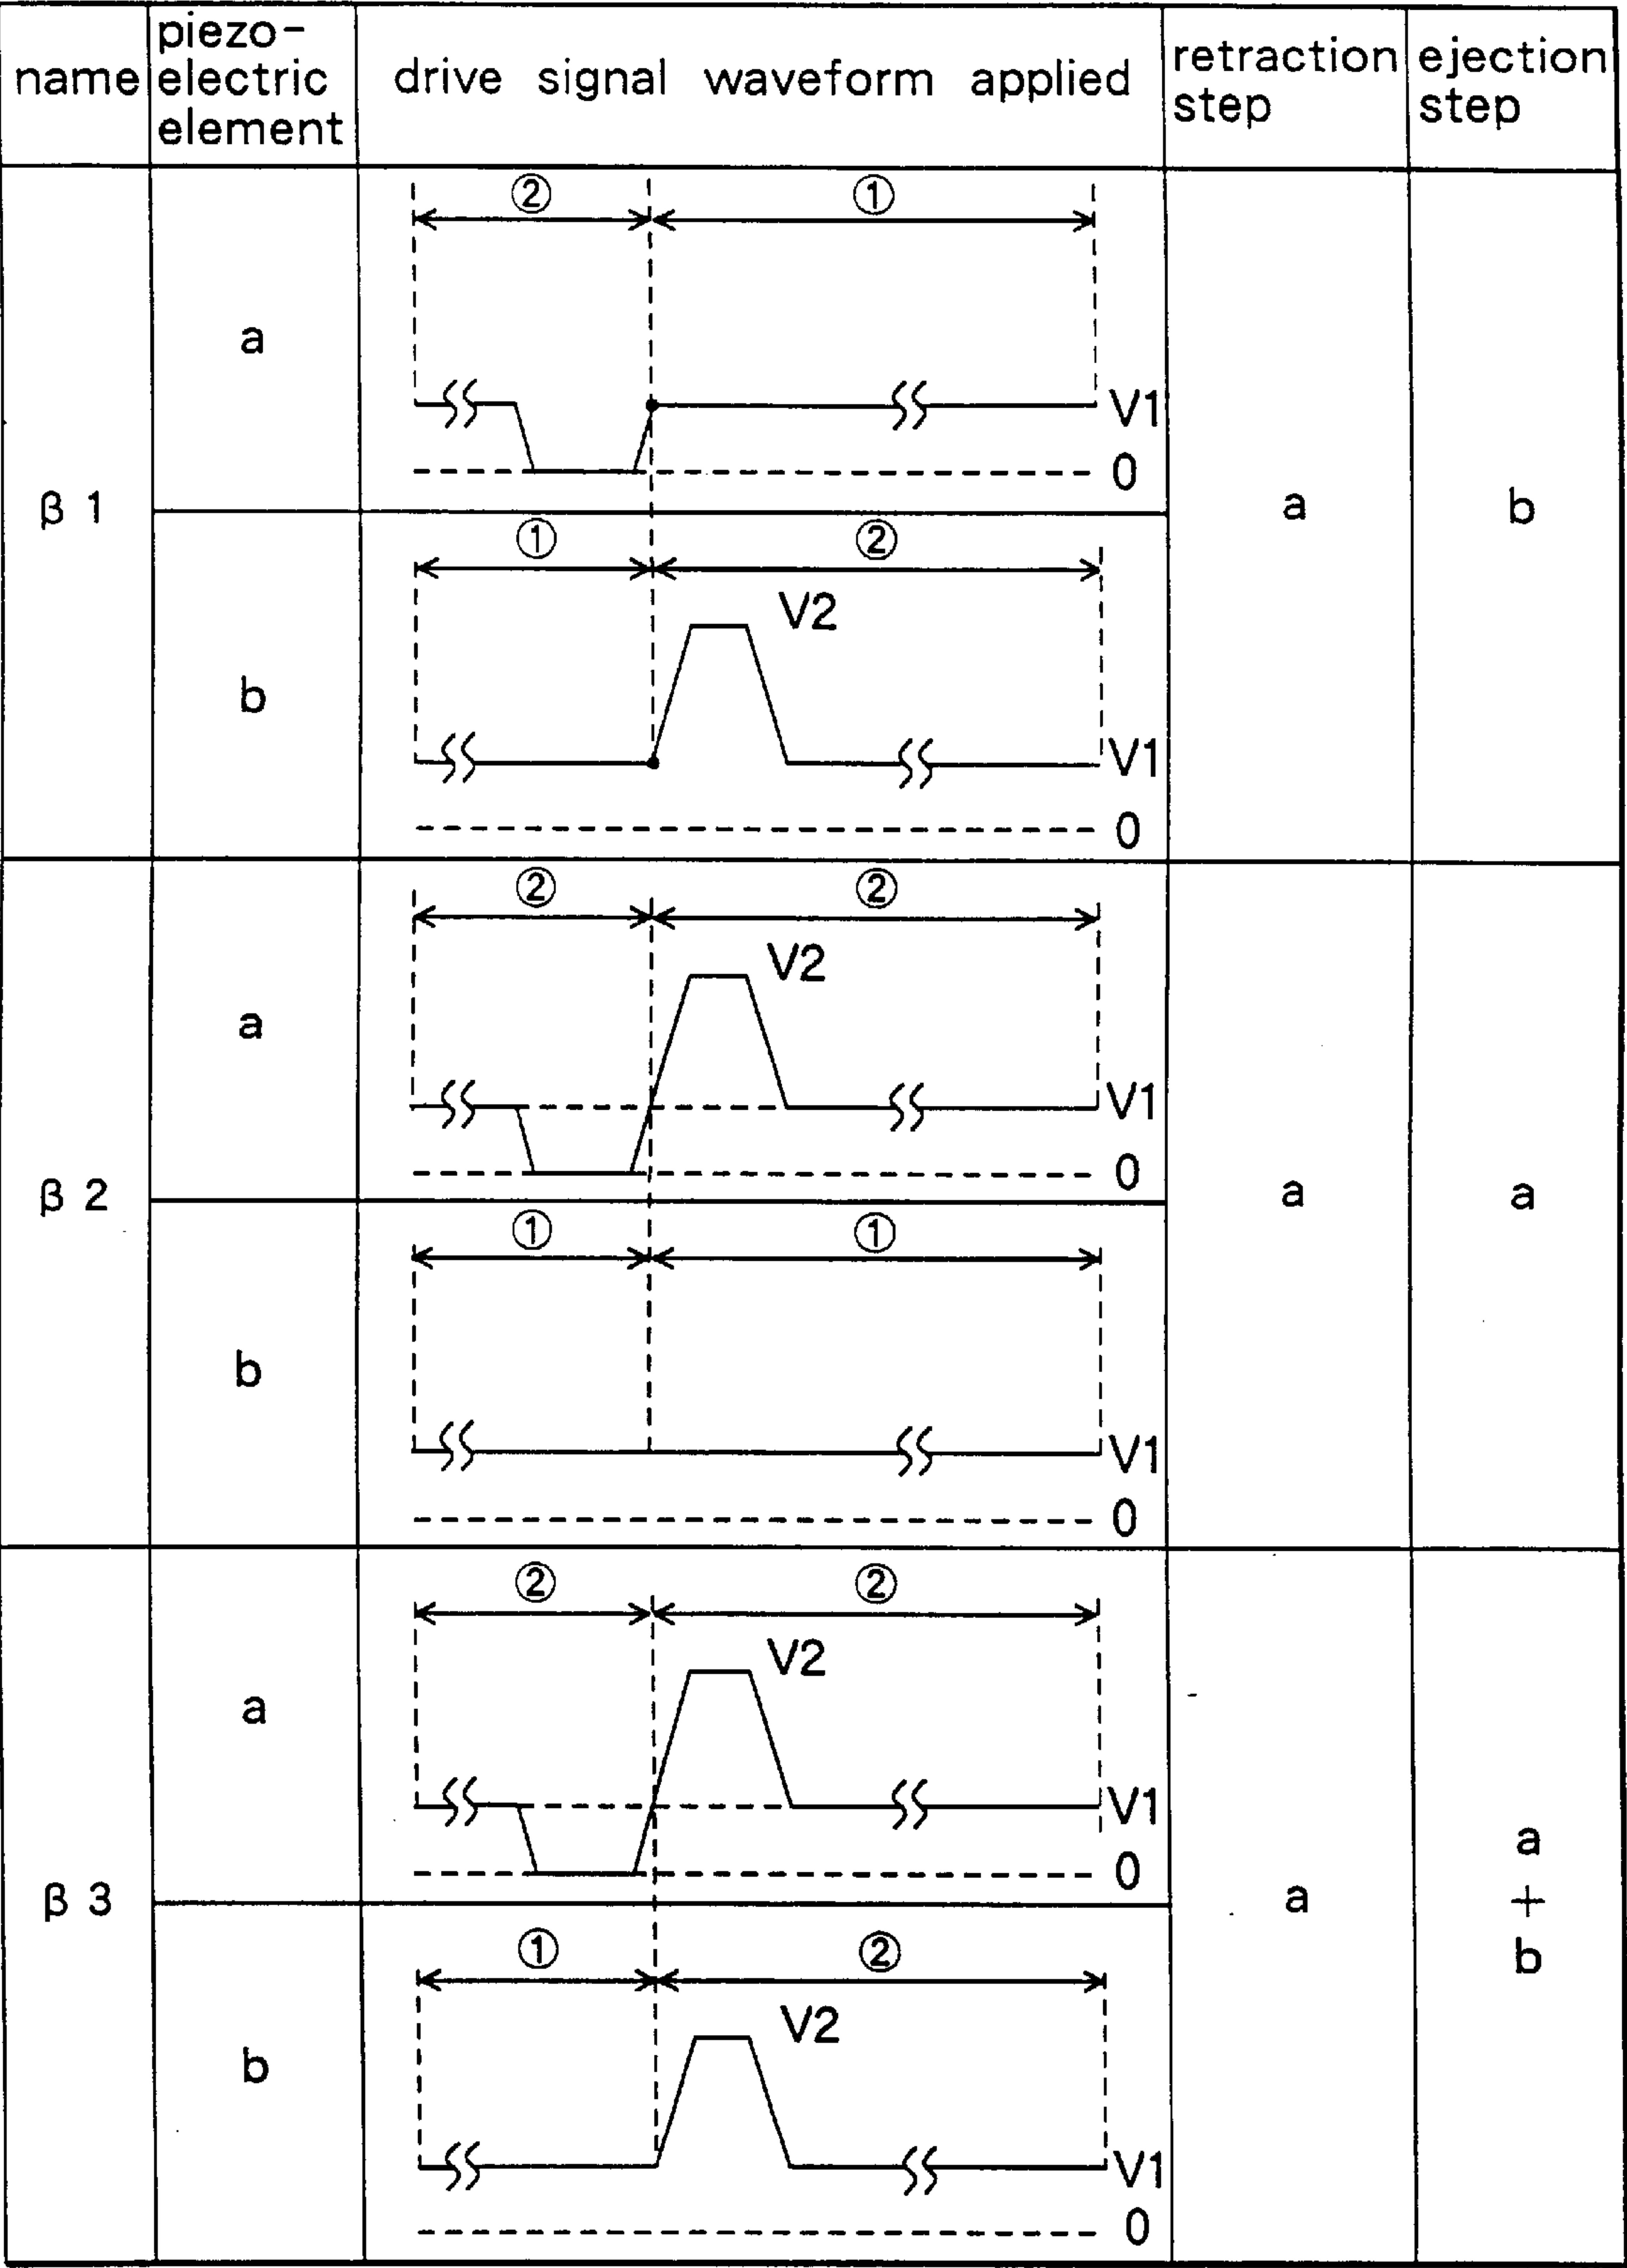 name
piezo-
electric
element
drive signal waveform applied
retraction
step
ejection
step
β 1
a
② ①
V1
0
b
① ②
V2
V1
0
a
b
β 2
a
② ②
V2
V1
0
b
① ①
V1
0
a
a
β 3
a
② ②
V2
V1
0
b
① ②
V2
V1
0
a
a
+
b